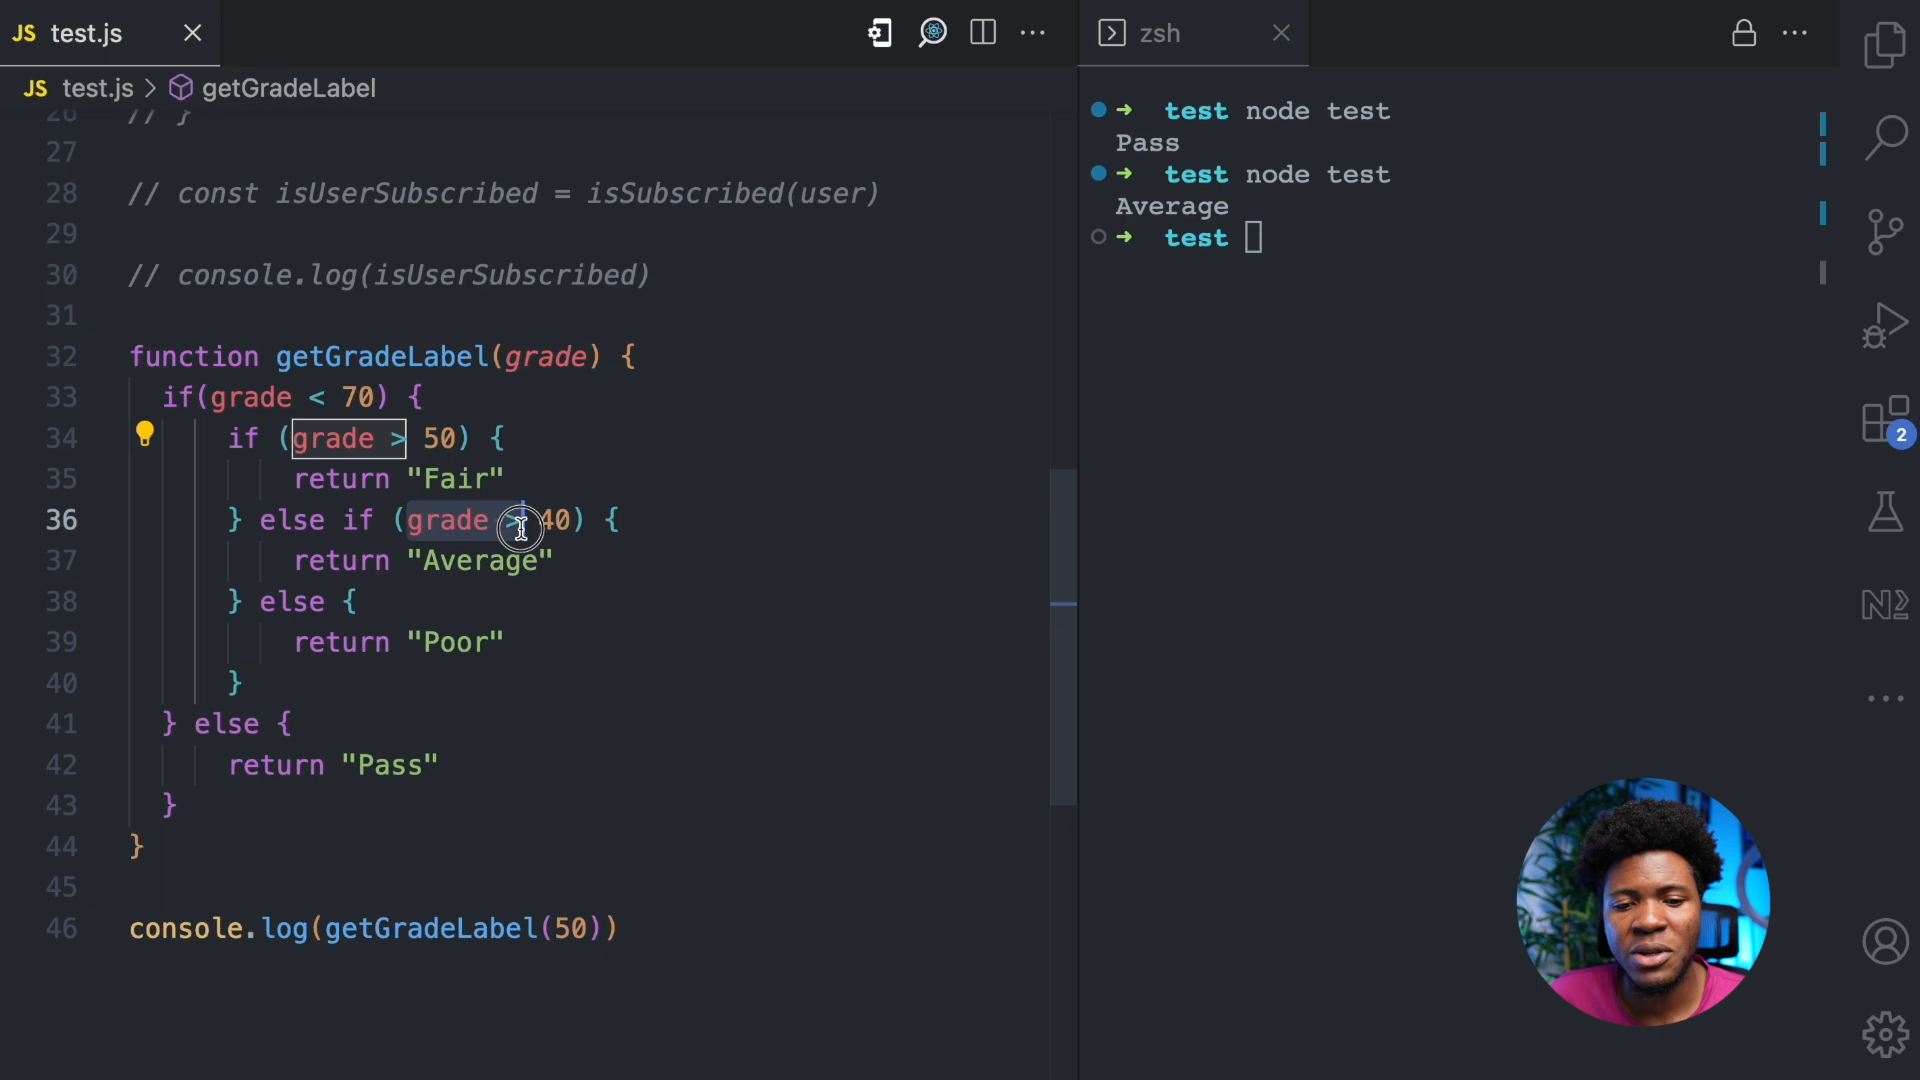 JS test.js
zsh
JS test.js > getGradeLabel
26 // }
27
28 // const isUserSubscribed = isSubscribed(user)
29
30 // console.log(isUserSubscribed)
31
32 function getGradeLabel(grade) {
33 if(grade < 70) {
34 if (grade > 50) {
35 return "Fair"
36 } else if (grade > 40) {
37 return "Average"
38 } else {
39 return "Poor"
40 }
41 } else {
42 return "Pass"
43 }
44 }
45
46 console.log(getGradeLabel(50))
➜ test node test
Pass
➜ test node test
Average
➜ test
2